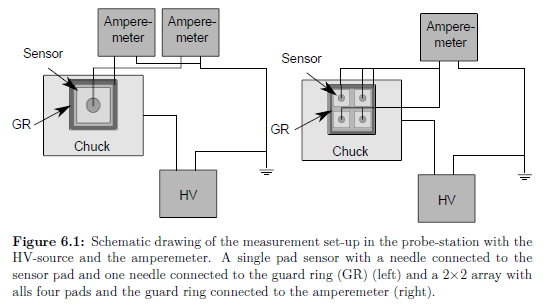 Ampere-
meter
Ampere-
meter
Sensor
GR
Chuck
HV
Ampere-
meter
Sensor
GR
Chuck
HV
Figure 6.1: Schematic drawing of the measurement set-up in the probe-station with the
HV-source and the amperemeter. A single pad sensor with a needle connected to the
sensor pad and one needle connected to the guard ring (GR) (left) and a 2×2 array with
alls four pads and the guard ring connected to the amperemeter (right).